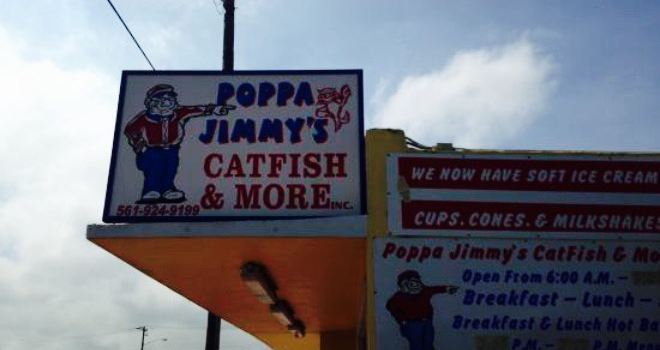 POPPA
JIMMY'S
CATFISH
& MORE INC.
561-924-9199
WE NOW HAVE SOFT ICE CREAM
CUPS. CONES. & MILKSHAKES
Poppa Jimmy's CatFish & Mo
Open From 6:00 A.M. –
Breakfast – Lunch –
Breakfast & Lunch Hot Ba
P.M. – P.M. Menu